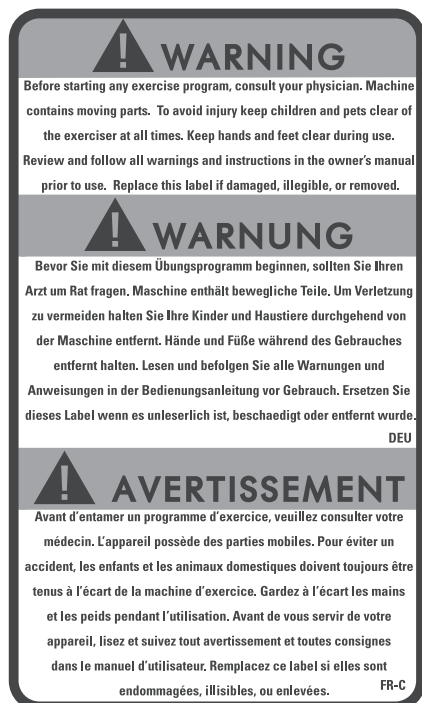 WARNING
Before starting any exercise program, consult your physician. Machine
contains moving parts. To avoid injury keep children and pets clear of
the exerciser at all times. Keep hands and feet clear during use.
Review and follow all warnings and instructions in the owner's manual
prior to use. Replace this label if damaged, illegible, or removed.
WARNUNG
Bevor Sie mit diesem Übungsprogramm beginnen, sollten Sie Ihren
Arzt um Rat fragen. Maschine enthält bewegliche Teile. Um Verletzung
zu vermeiden halten Sie Ihre Kinder und Haustiere durchgehend von
der Maschine entfernt. Hände und Füße während des Gebrauches
entfernt halten. Lesen und befolgen Sie alle Warnungen und
Anweisungen in der Bedienungsanleitung vor Gebrauch. Ersetzen Sie
dieses Label wenn es unleserlich ist, beschaedigt oder entfernt wurde.
DEU
AVERTISSEMENT
Avant d'entamer un programme d'exercice, veuillez consulter votre
médecin. L'appareil possède des parties mobiles. Pour éviter un
accident, les enfants et les animaux domestiques doivent toujours être
tenus à l'écart de la machine d'exercice. Gardez à l'écart les mains
et les peids pendant l'utilisation. Avant de vous servir de votre
appareil, lisez et suivez tout avertissement et toutes consignes
dans le manuel d'utilisateur. Remplacez ce label si elles sont
endommagées, illisibles, ou enlevées.
FR-C